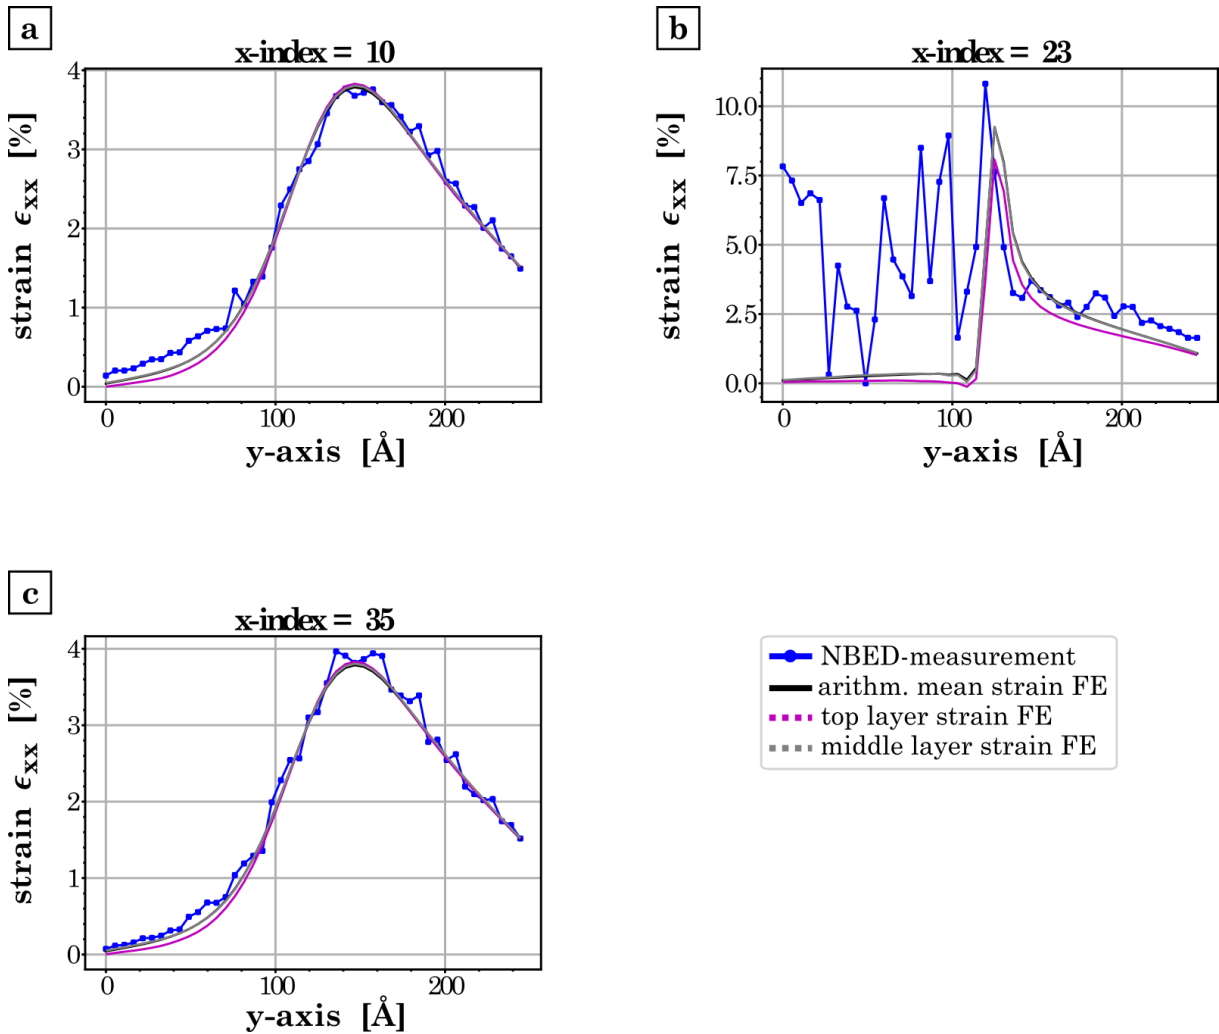 a
x-index = 10
strain ϵxx [%]
4
3
2
1
0
0 100 200
y-axis [Å]
b
x-index = 23
strain ϵxx [%]
10.0
7.5
5.0
2.5
0.0
0 100 200
y-axis [Å]
c
x-index = 35
strain ϵxx [%]
4
3
2
1
0
0 100 200
y-axis [Å]
NBED-measurement
arithm. mean strain FE
top layer strain FE
middle layer strain FE